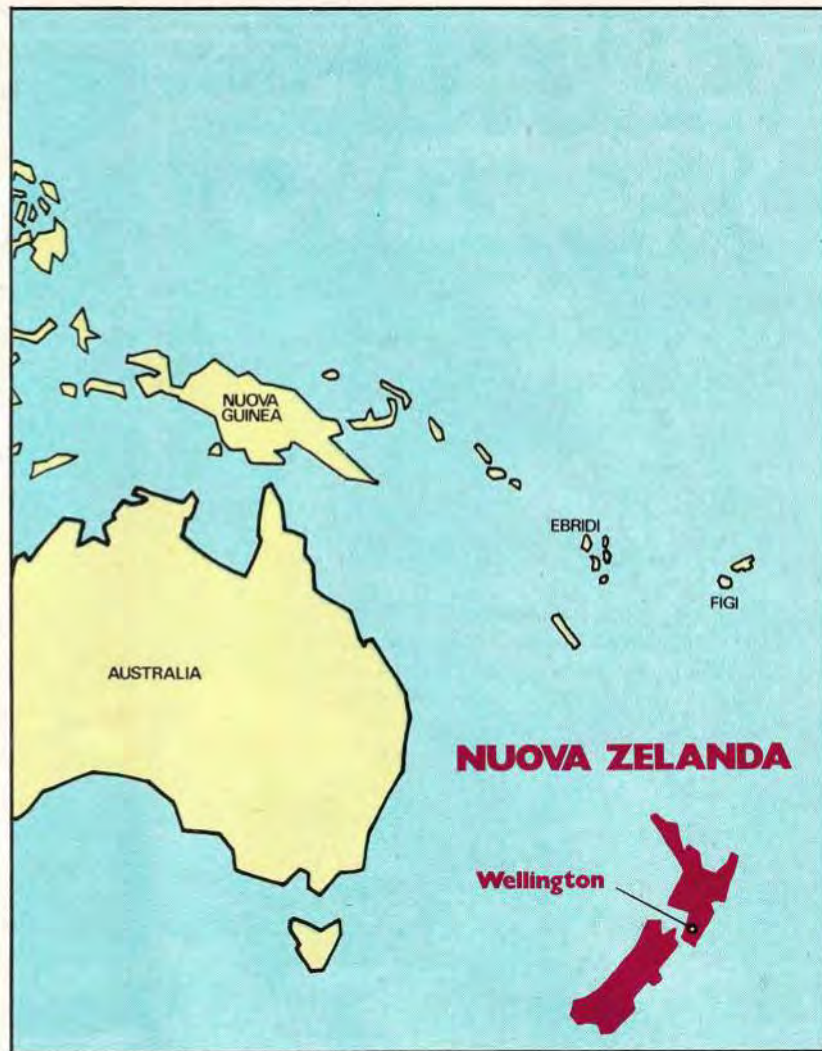 NUOVA
GUINEA
EBRIDI
FIGI
AUSTRALIA
NUOVA ZELANDA
Wellington